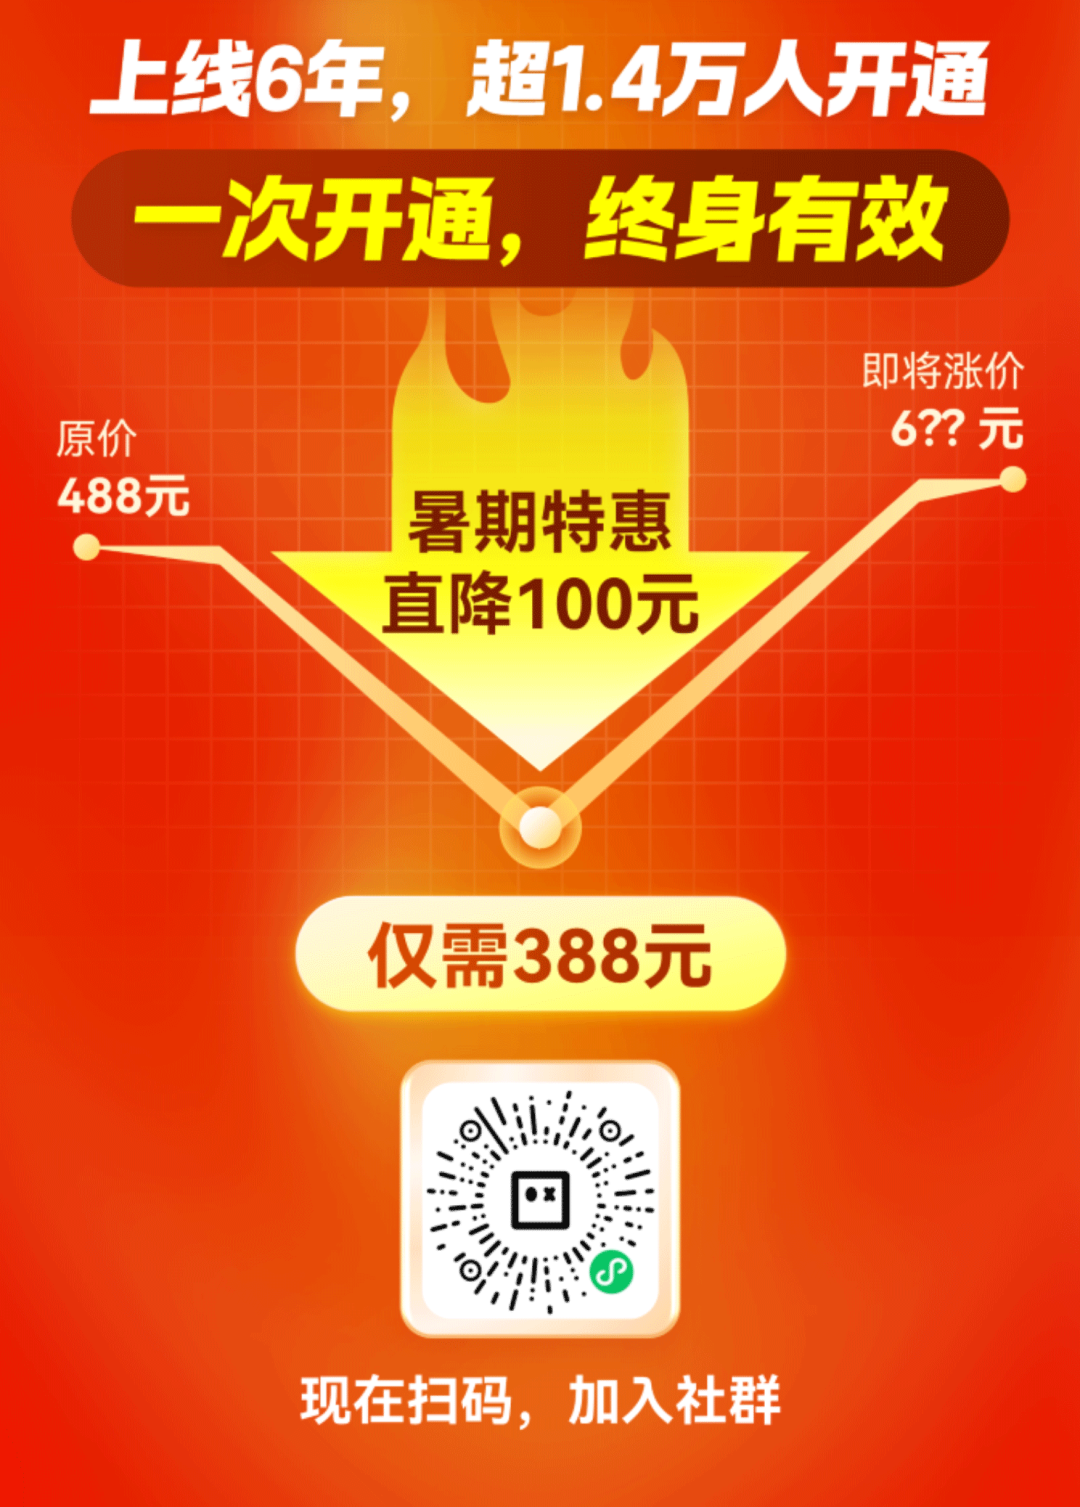 上线6年，超1.4万人开通
一次开通，终身有效
即将涨价
6?? 元
原价
488元
暑期特惠
直降100元
仅需388元
现在扫码，加入社群